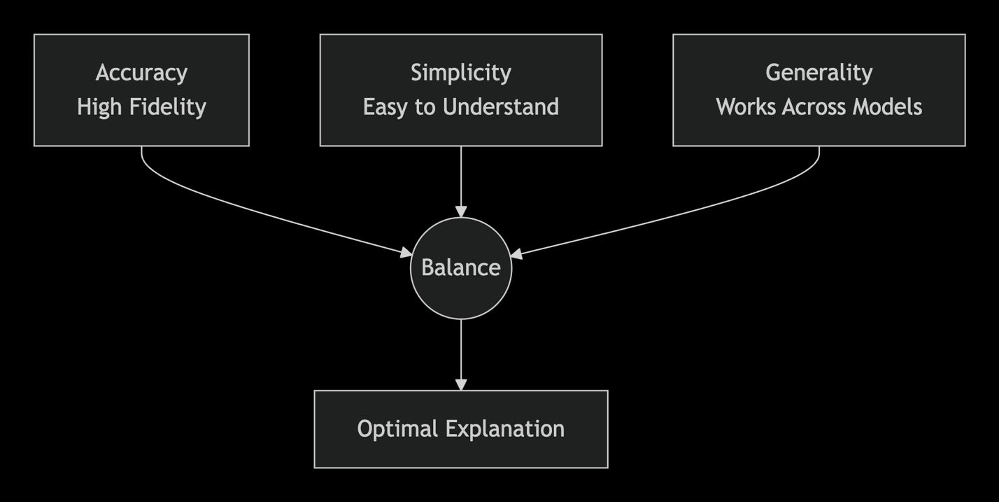 Accuracy
High Fidelity
Simplicity
Easy to Understand
Generality
Works Across Models
Balance
Optimal Explanation